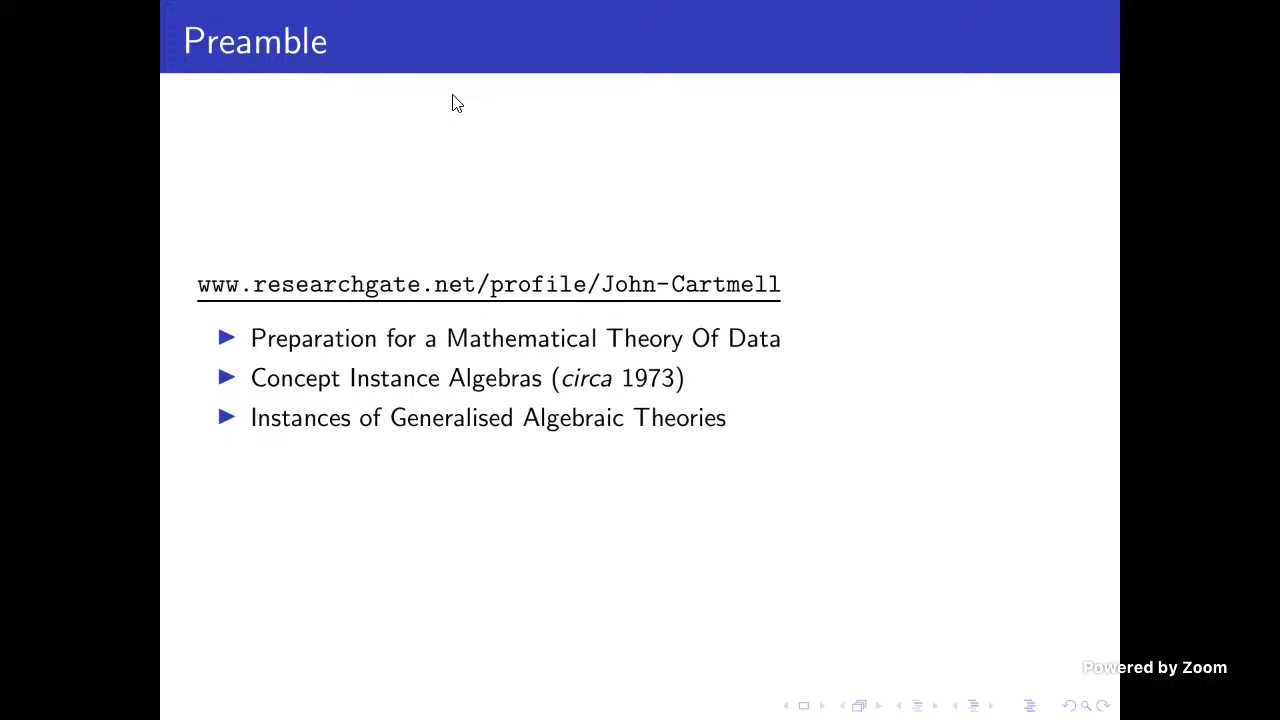 Preamble
www.researchgate.net/profile/John-Cartmell
Preparation for a Mathematical Theory Of Data
Concept Instance Algebras (circa 1973)
Instances of Generalised Algebraic Theories
Powered by Zoom